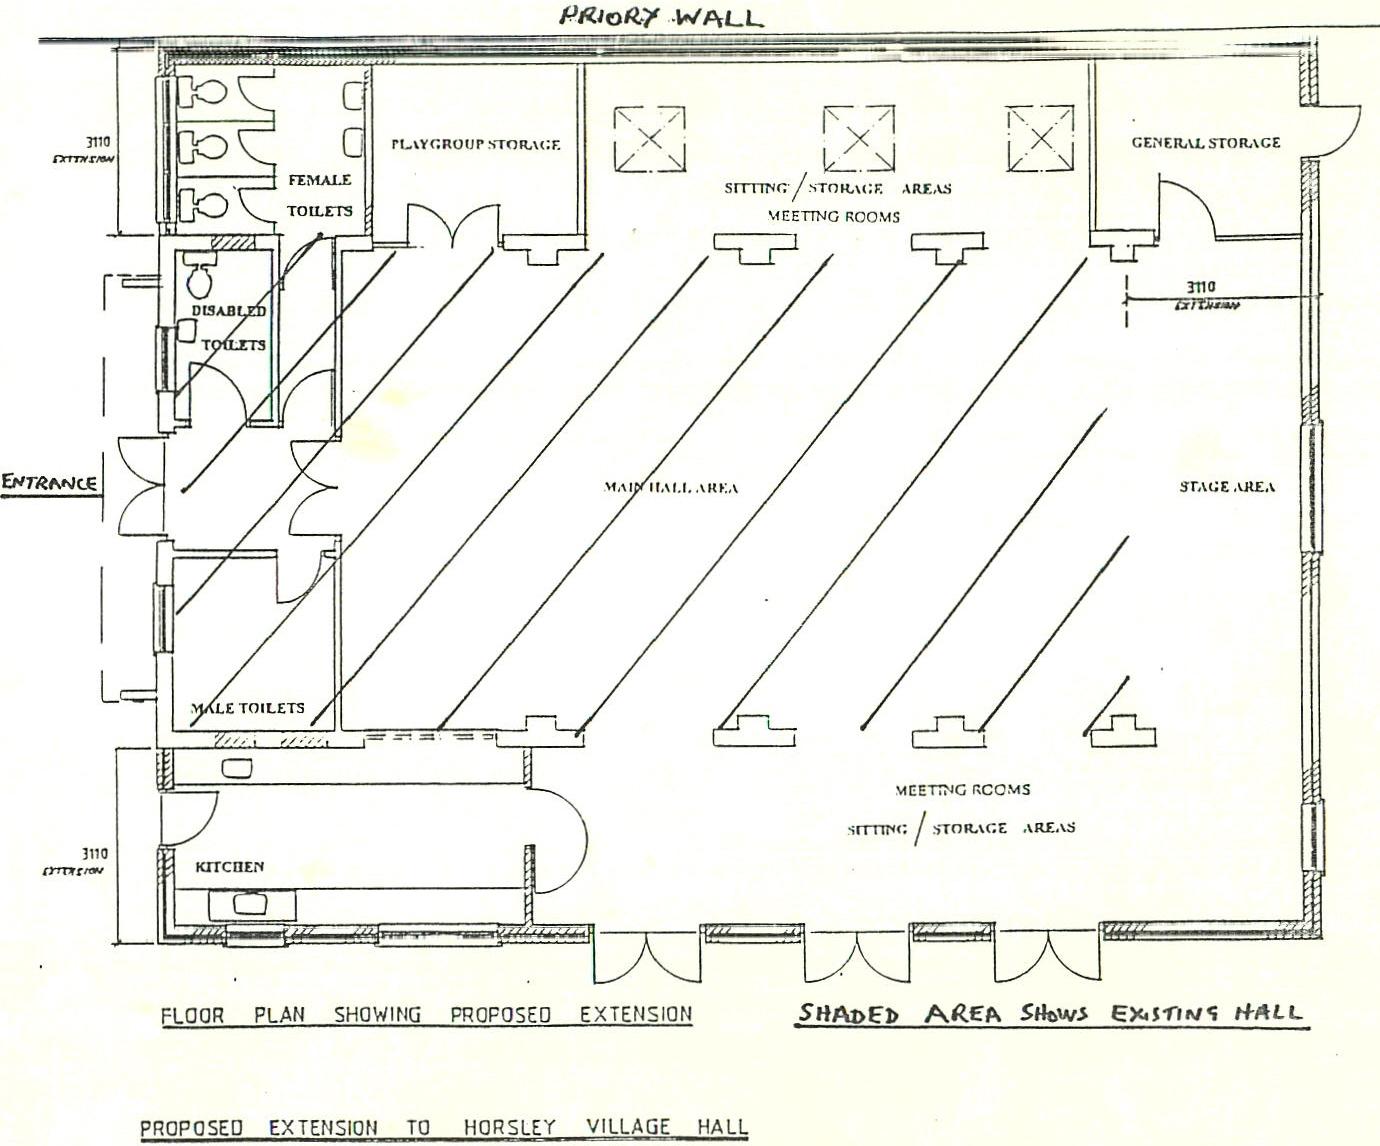 PRIORY WALL
3110
EXTENSION
PLAYGROUP STORAGE
GENERAL STORAGE
FEMALE
TOILETS
SITTING / STORAGE AREAS
MEETING ROOMS
DISABLED
TOILETS
3110
EXTENSION
ENTRANCE
MAIN HALL AREA
STAGE AREA
MALE TOILETS
MEETING ROOMS
SITTING / STORAGE AREAS
3110
EXTENSION
KITCHEN
FLOOR PLAN SHOWING PROPOSED EXTENSION
SHADED AREA SHOWS EXISTING HALL
PROPOSED EXTENSION TO HORSLEY VILLAGE HALL